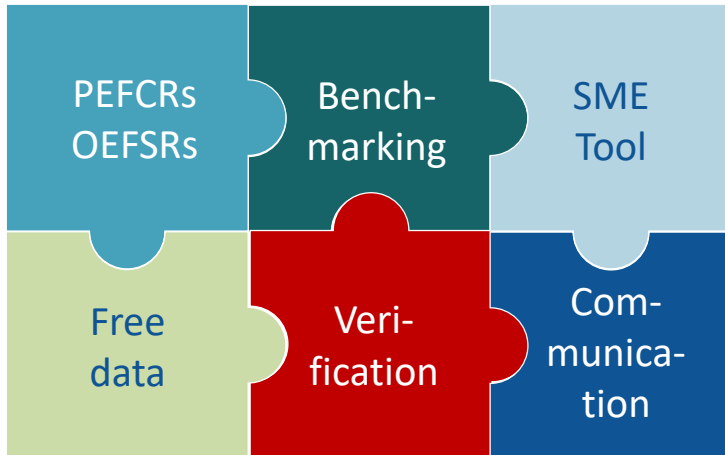 PEFCRs
OEFSRs
Bench-
marking
SME
Tool
Free
data
Veri-
fication
Com-
munica-
tion